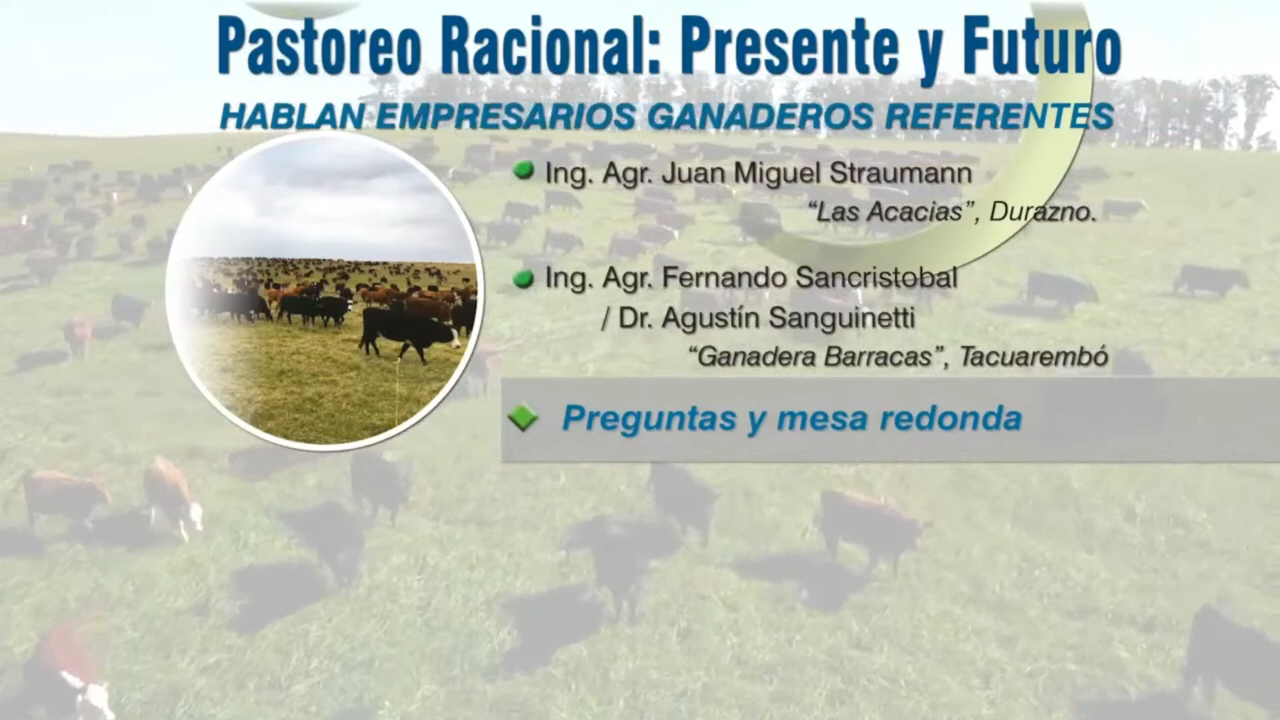 Pastoreo Racional: Presente y Futuro
HABLAN EMPRESARIOS GANADEROS REFERENTES
Ing. Agr. Juan Miguel Straumann
“Las Acacias”, Durazno.
Ing. Agr. Fernando Sancristobal
/ Dr. Agustín Sanguinetti
“Ganadera Barracas”, Tacuarembó
Preguntas y mesa redonda